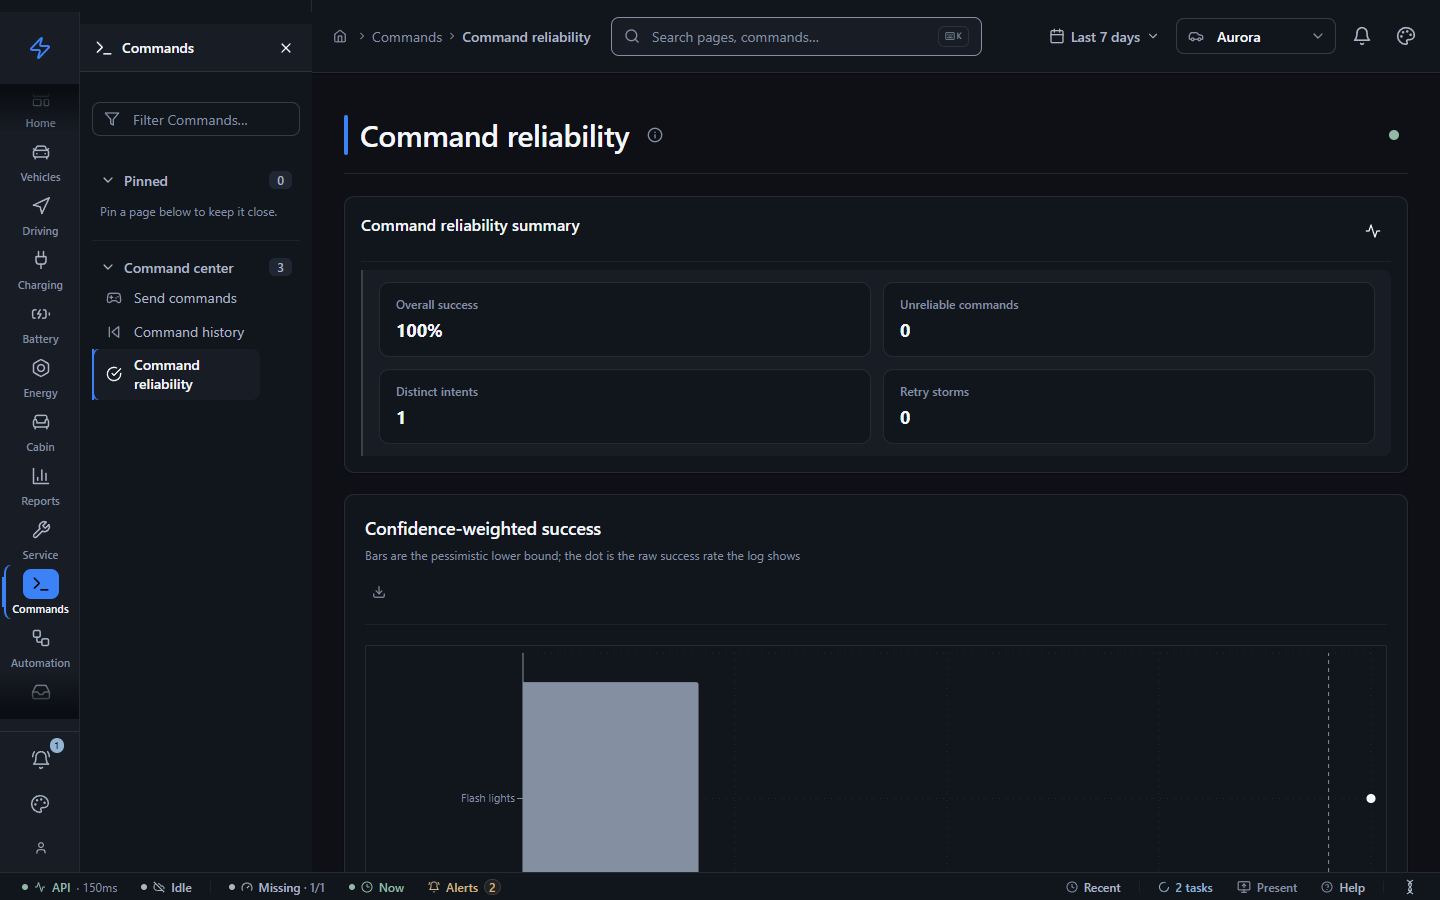 Commands
Filter Commands...
Pinned 0
Pin a page below to keep it close.
Command center 3
Send commands
Command history
Command
reliability
Home
Vehicles
Driving
Charging
Battery
Energy
Cabin
Reports
Service
Commands
Automation
1
Commands Command reliability
Search pages, commands... K
Last 7 days
Aurora
Command reliability
Command reliability summary
Overall success
100%
Unreliable commands
0
Distinct intents
1
Retry storms
0
Confidence-weighted success
Bars are the pessimistic lower bound; the dot is the raw success rate the log shows
Flash lights
API · 150ms Idle Missing · 1/1 Now Alerts 2 Recent 2 tasks Present Help